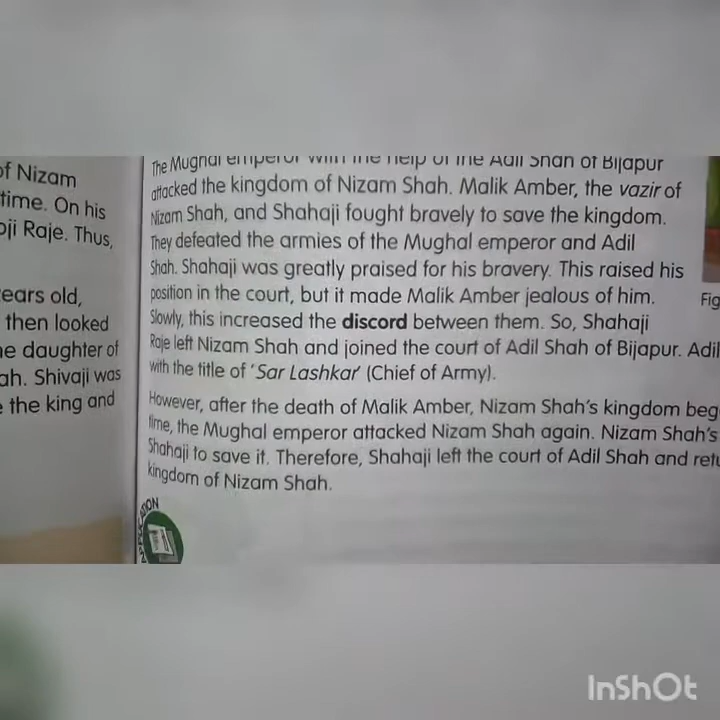 of Nizam
time. On his
oji Raje. Thus,
ears old,
then looked
e daughter of
ah. Shivaji was
the king and
The Mughal emperor with the help of the Adil Shah of Bijapur
attacked the kingdom of Nizam Shah. Malik Amber, the vazir of
Nizam Shah, and Shahaji fought bravely to save the kingdom.
They defeated the armies of the Mughal emperor and Adil
Shah. Shahaji was greatly praised for his bravery. This raised his
position in the court, but it made Malik Amber jealous of him.
Slowly, this increased the discord between them. So, Shahaji
Raje left Nizam Shah and joined the court of Adil Shah of Bijapur. Adil
with the title of 'Sar Lashkar' (Chief of Army).
However, after the death of Malik Amber, Nizam Shah's kingdom beg
time, the Mughal emperor attacked Nizam Shah again. Nizam Shah's
Shahaji to save it. Therefore, Shahaji left the court of Adil Shah and retu
kingdom of Nizam Shah.
Fig
InShOt